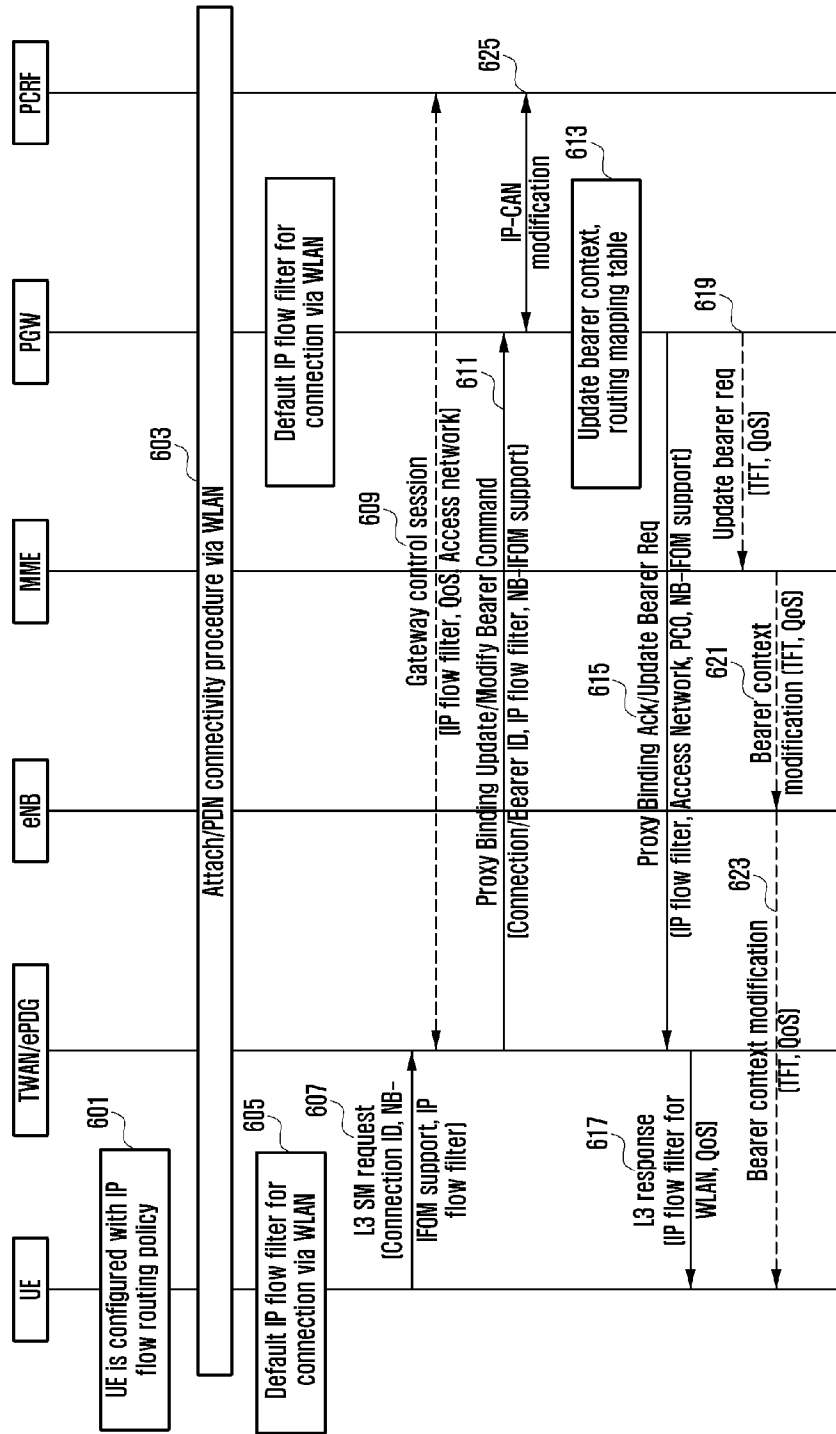 UE
TWAN/ePDG
eNB
MME
PGW
PCRF
601
UE is configured with IP
flow routing policy
603
Attach/PDN connectivity procedure via WLAN
605
Default IP flow filter for
connection via WLAN
Default IP flow filter for
connection via WLAN
607
L3 SM request
(Connection ID, NB-
IFOM support, IP
flow filter)
609
Gateway control session
(IP flow filter, QoS, Access network)
611
Proxy Binding Update/Modify Bearer Command
(Connection/Bearer ID, IP flow filter, NB-IFOM support)
625
IP-CAN
modification
613
Update bearer context,
routing mapping table
615
Proxy Binding Ack/Update Bearer Req
(IP flow filter, Access Network, PCO, NB-IFOM support)
617
L3 response
(IP flow filter for
WLAN, QoS)
619
Update bearer req
(TFT, QoS)
621
Bearer context
modification (TFT, QoS)
623
Bearer context modification
(TFT, QoS)